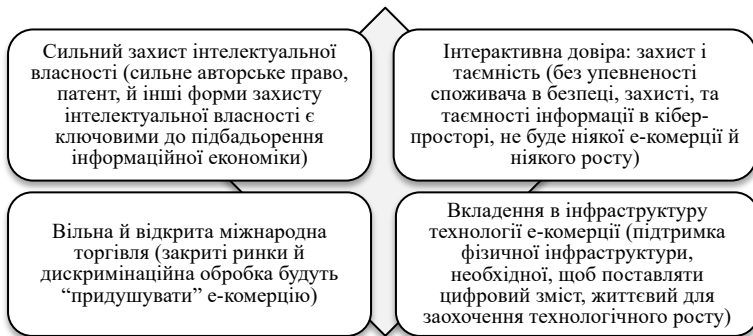 Сильний захист інтелектуальної
власності (сильне авторське право,
патент, й інші форми захисту
інтелектуальної власності є
ключовими до підбадьорення
інформаційної економіки)
Інтерактивна довіра: захист і
таємність (без упевненості
споживача в безпеці, захисті, та
таємності інформації в кібер-
просторі, не буде ніякої е-комерції й
ніякого росту)
Вільна й відкрита міжнародна
торгівля (закриті ринки й
дискримінаційна обробка будуть
“придушувати” е-комерцію)
Вкладення в інфраструктуру
технології е-комерції (підтримка
фізичної інфраструктури,
необхідної, щоб поставляти
цифровий зміст, життєвий для
заохочення технологічного росту)